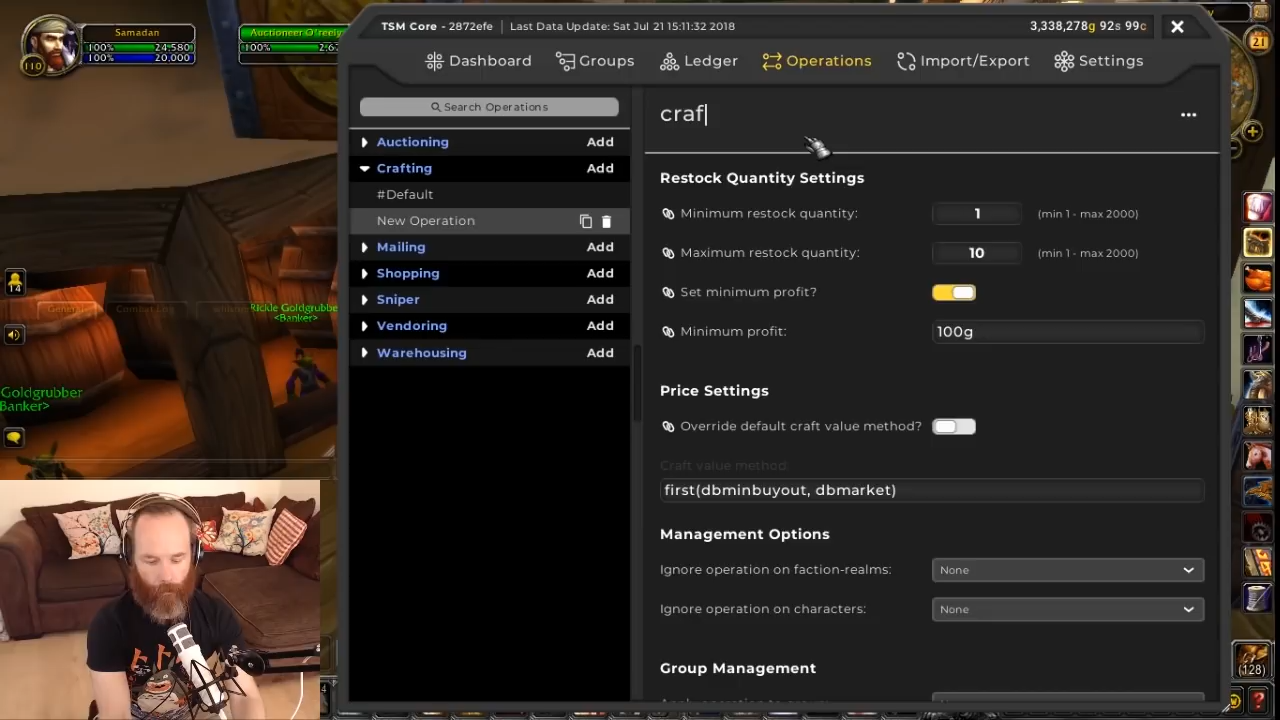 TSM Core - 2872efe
Last Data Update: Sat Jul 21 15:11:32 2018
3,338,278g 92s 99c
Samadan
100% 24,580
100% 20,000
110
Auctioneer O'reely
100%
21
Dashboard
Groups
Ledger
Operations
Import/Export
Settings
Search Operations
Auctioning Add
Crafting Add
#Default
New Operation
Mailing Add
Shopping Add
Sniper Add
Vendoring Add
Warehousing Add
craf
Restock Quantity Settings
Minimum restock quantity: 1 (min 1 - max 2000)
Maximum restock quantity: 10 (min 1 - max 2000)
Set minimum profit?
Minimum profit: 100g
Price Settings
Override default craft value method?
Craft value method:
first(dbminbuyout, dbmarket)
Management Options
Ignore operation on faction-realms: None
Ignore operation on characters: None
Group Management
14
General
Combat Log
Rickle Goldgrubber
<Banker>
Goldgrubber
Banker>
(128)